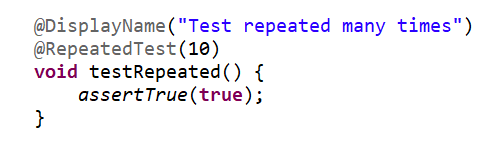 @DisplayName("Test repeated many times")
@RepeatedTest(10)
void testRepeated() {
    assertTrue(true);
}